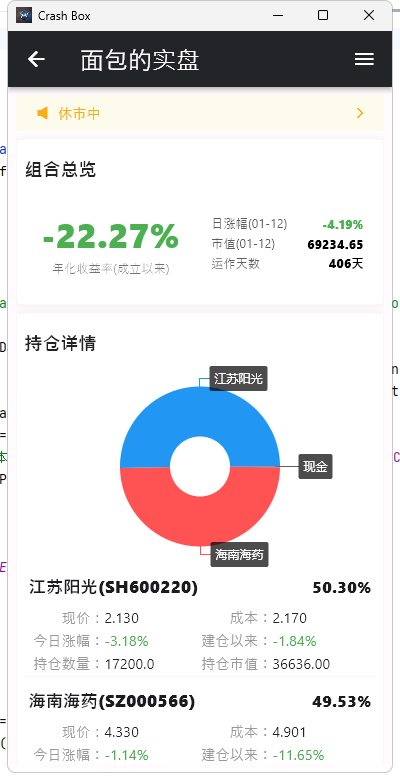 Crash Box
面包的实盘
休市中
组合总览
-22.27%
年化收益率(成立以来)
日涨幅(01-12) -4.19%
市值(01-12) 69234.65
运作天数 406天
持仓详情
江苏阳光
现金
海南海药
江苏阳光(SH600220) 50.30%
现价：2.130 成本：2.170
今日涨幅：-3.18% 建仓以来：-1.84%
持仓数量：17200.0 持仓市值：36636.00
海南海药(SZ000566) 49.53%
现价：4.330 成本：4.901
今日涨幅：-1.14% 建仓以来：-11.65%